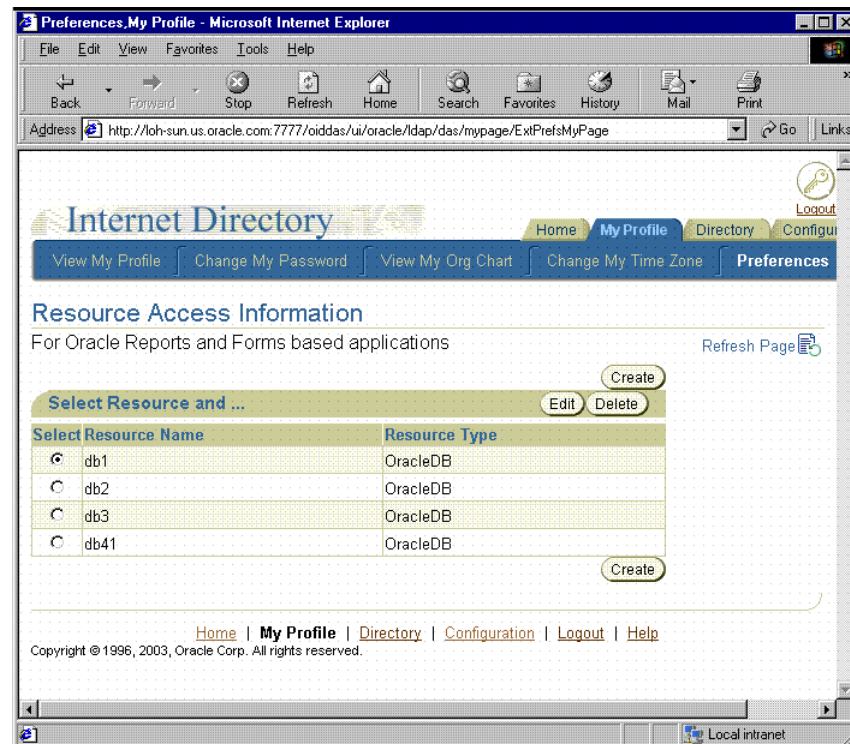 Preferences,My Profile - Microsoft Internet Explorer
File Edit View Favorites Tools Help
Back Forward Stop Refresh Home Search Favorites History Mail Print »
Address http://loh-sun.us.oracle.com:7777/oiddas/ui/oracle/ldap/das/mypage/ExtPrefsMyPage Go Links
Logout
Internet Directory
Home My Profile Directory Configur
View My Profile Change My Password View My Org Chart Change My Time Zone Preferences
Resource Access Information
For Oracle Reports and Forms based applications
Refresh Page
Create
Select Resource and ... Edit Delete
Select Resource Name Resource Type
db1 OracleDB
db2 OracleDB
db3 OracleDB
db41 OracleDB
Create
Home | My Profile | Directory | Configuration | Logout | Help
Copyright © 1996, 2003, Oracle Corp. All rights reserved.
Local intranet